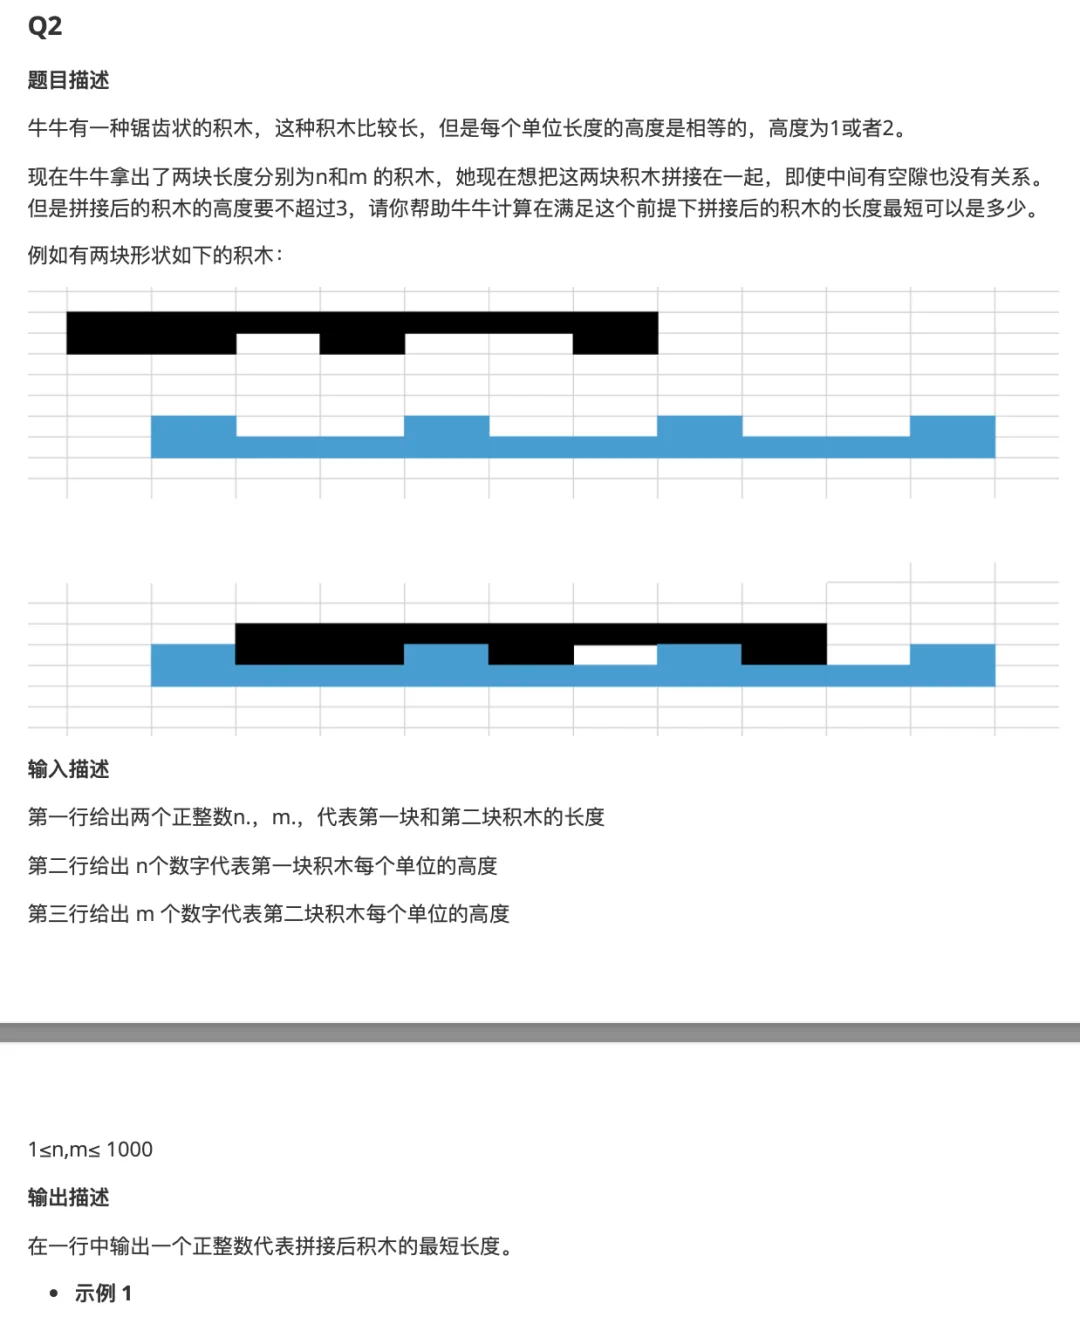 Q2
题目描述
牛牛有一种锯齿状的积木，这种积木比较长，但是每个单位长度的高度是相等的，高度为1或者2。
现在牛牛拿出了两块长度分别为n和m 的积木，她现在想把这两块积木拼接在一起，即使中间有空隙也没有关系。
但是拼接后的积木的高度要不超过3，请你帮助牛牛计算在满足这个前提下拼接后的积木的长度最短可以是多少。
例如有两块形状如下的积木：
输入描述
第一行给出两个正整数n.，m.，代表第一块和第二块积木的长度
第二行给出 n个数字代表第一块积木每个单位的高度
第三行给出 m 个数字代表第二块积木每个单位的高度
1≤n,m≤ 1000
输出描述
在一行中输出一个正整数代表拼接后积木的最短长度。
• 示例 1